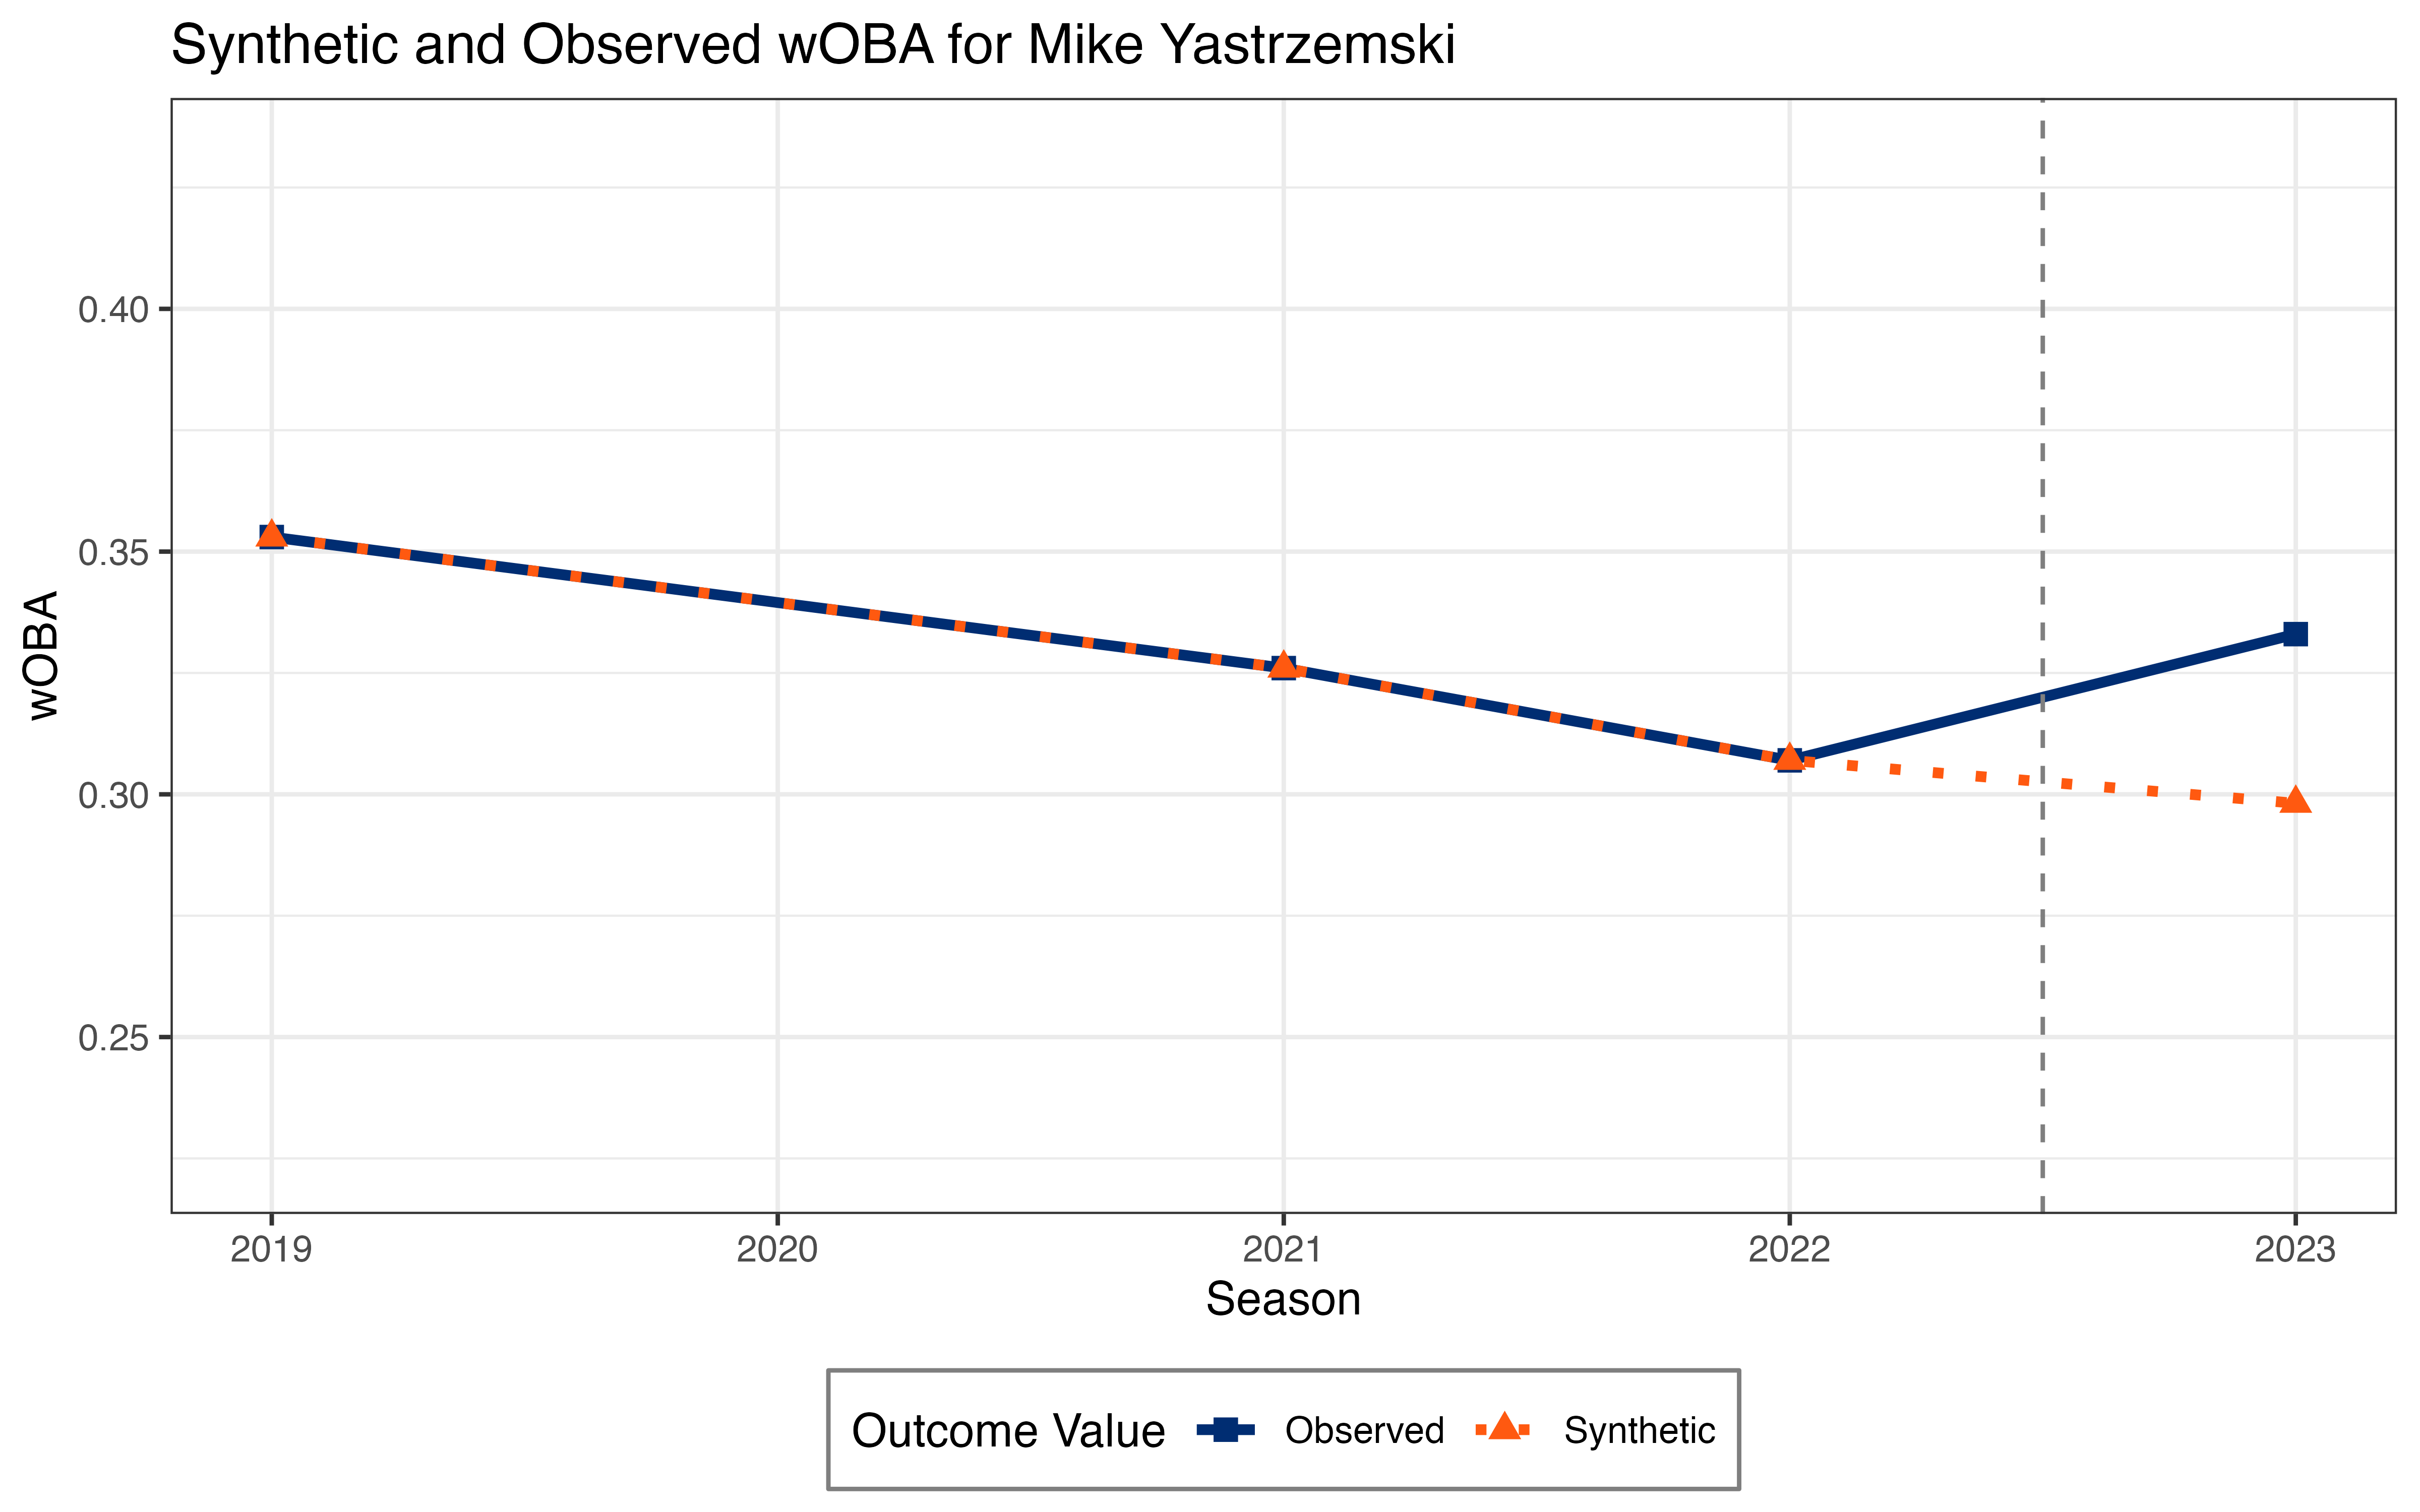 Synthetic and Observed wOBA for Mike Yastrzemski
wOBA
0.40
0.35
0.30
0.25
2019 2020 2021 2022 2023
Season
Outcome Value Observed Synthetic